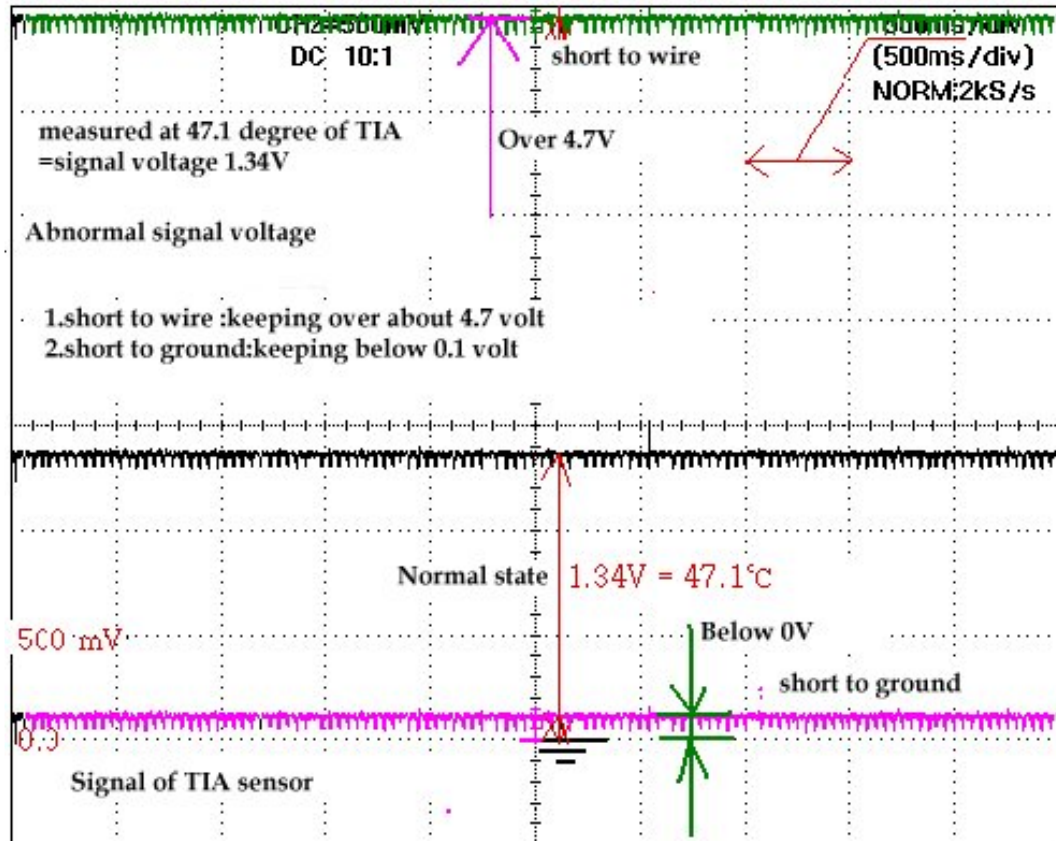 DC 10:1
short to wire
(500ms/div)
NORM:2kS/s
measured at 47.1 degree of TIA
=signal voltage 1.34V
Over 4.7V
Abnormal signal voltage
1.short to wire :keeping over about 4.7 volt
2.short to ground:keeping below 0.1 volt
Normal state
1.34V = 47.1°C
500 mV
Below 0V
short to ground
0.0
Signal of TIA sensor